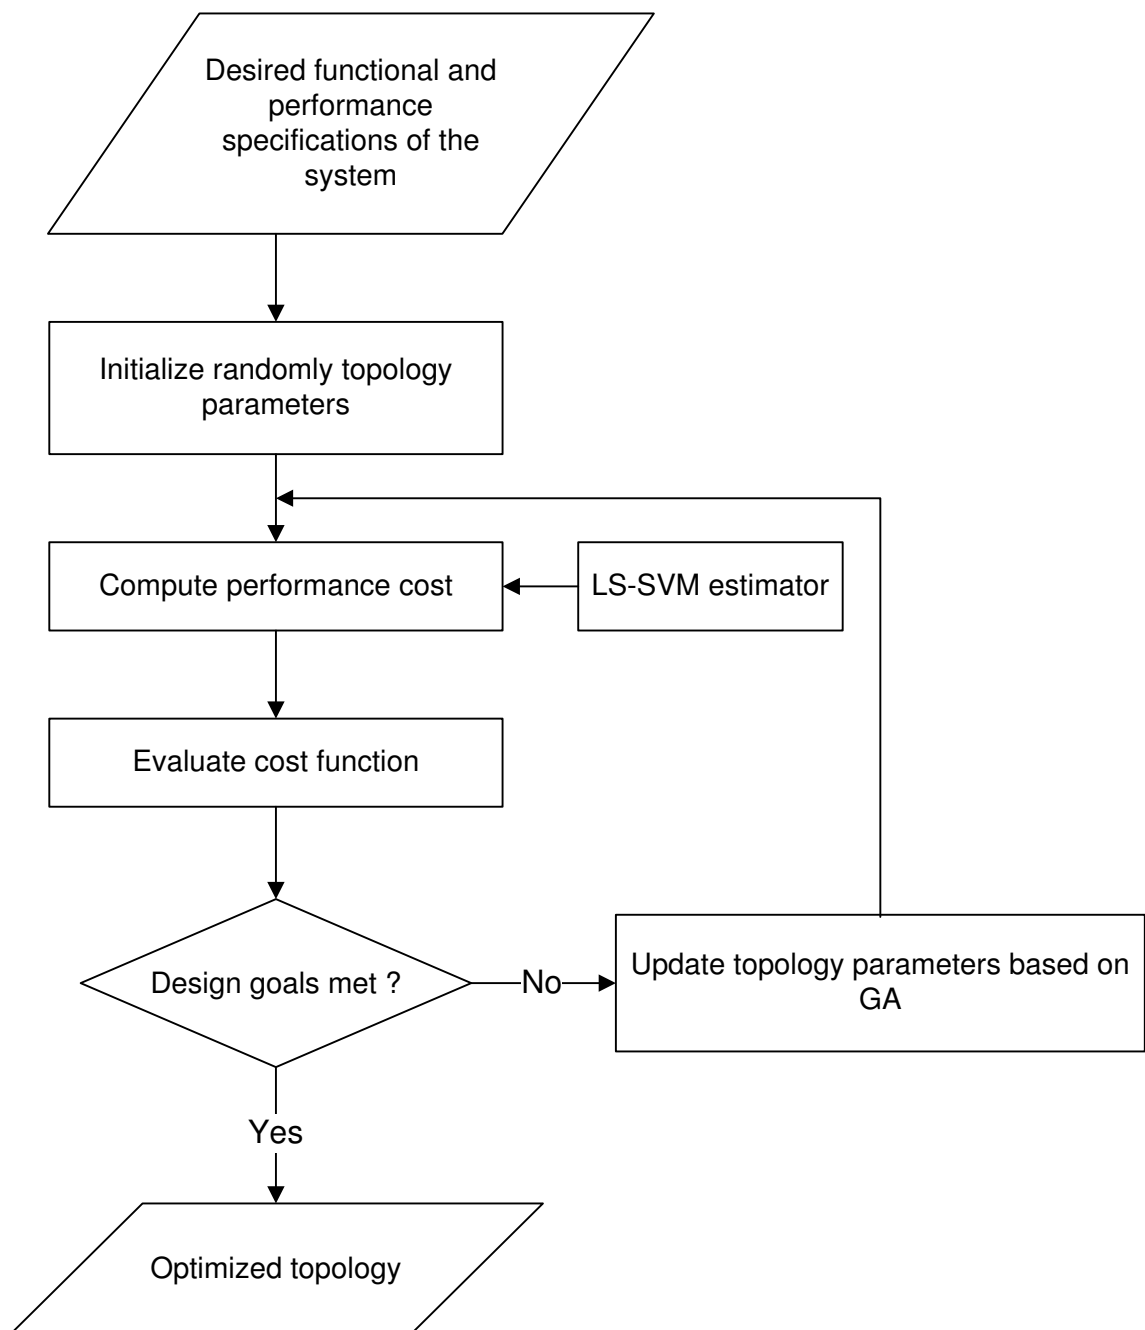 Desired functional and
performance
specifications of the
system
Initialize randomly topology
parameters
Compute performance cost
LS-SVM estimator
Evaluate cost function
Design goals met ?
No
Update topology parameters based on
GA
Yes
Optimized topology